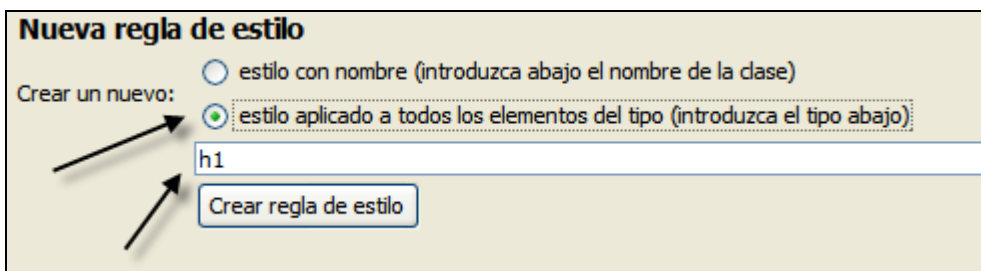 Nueva regla de estilo
Crear un nuevo:
estilo con nombre (introduzca abajo el nombre de la clase)
estilo aplicado a todos los elementos del tipo (introduzca el tipo abajo)
h1
Crear regla de estilo